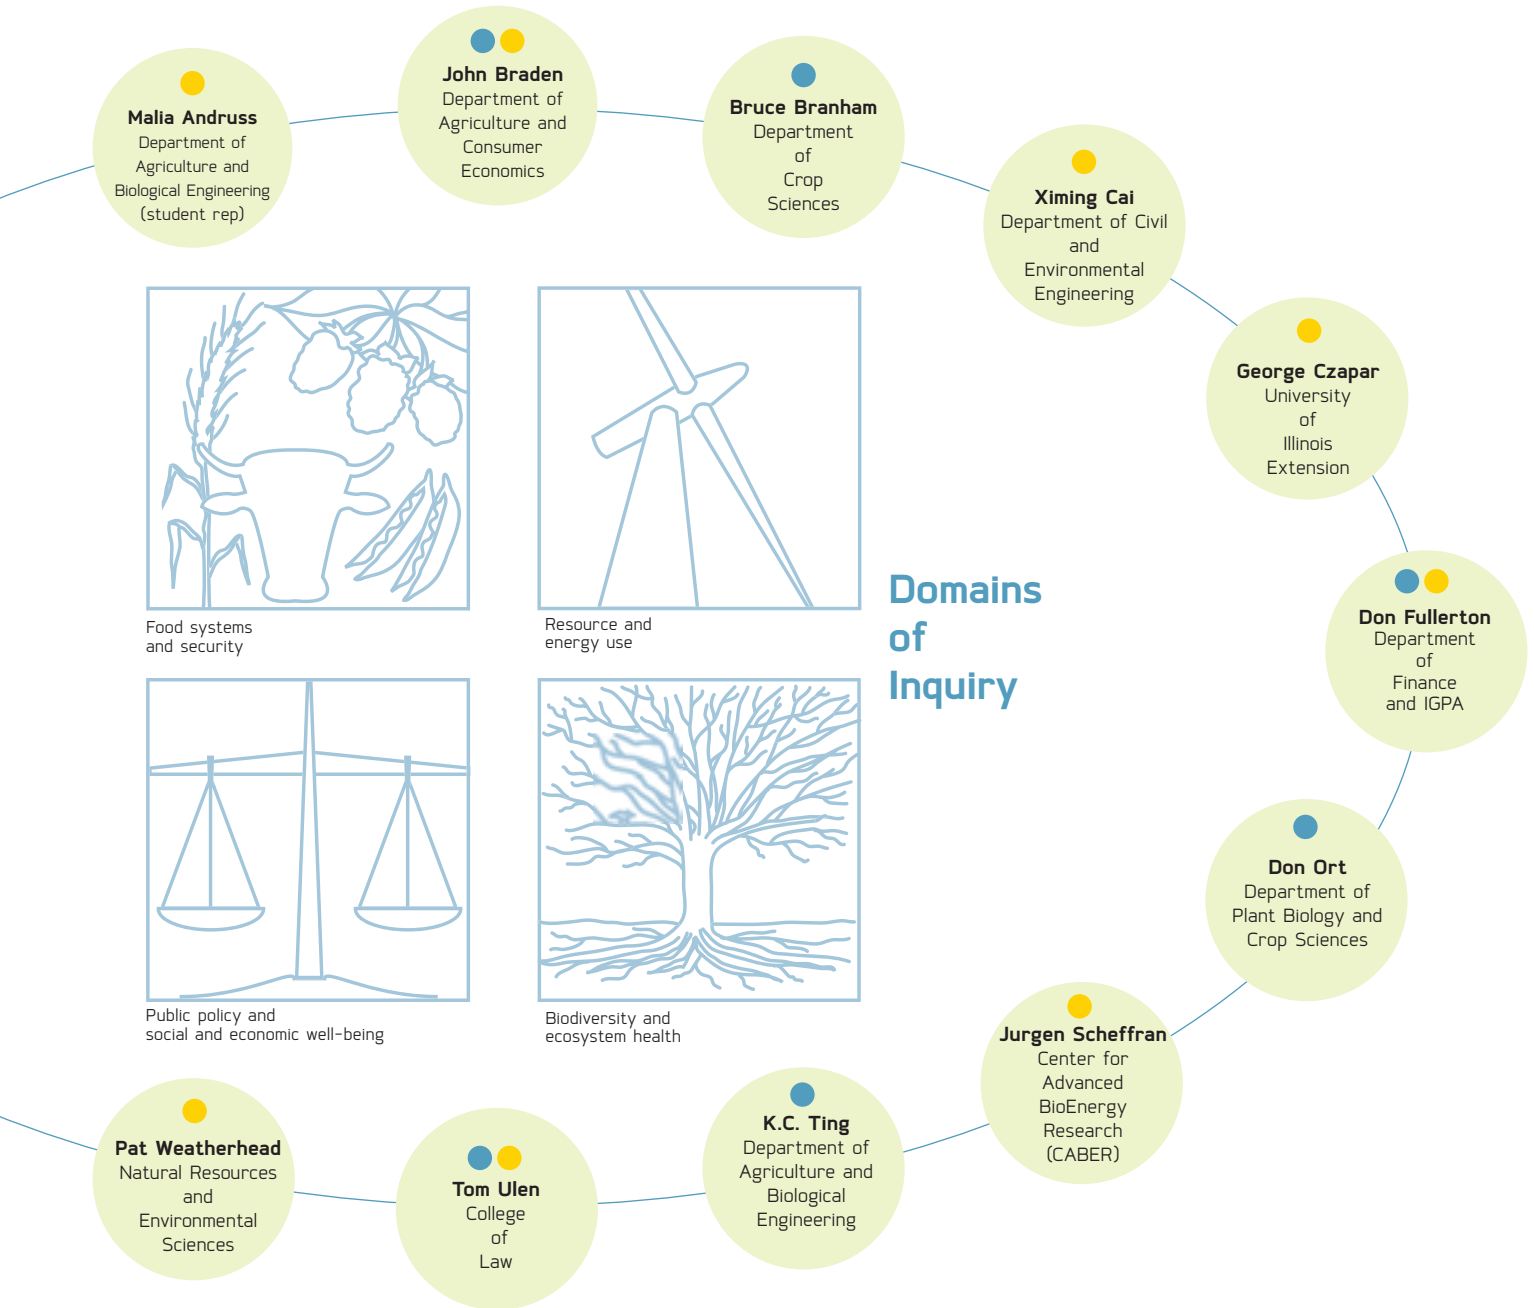 Malia Andruss
Department of
Agriculture and
Biological Engineering
(student rep)
John Braden
Department of
Agriculture and
Consumer
Economics
Bruce Branham
Department
of
Crop
Sciences
Ximing Cai
Department of Civil
and
Environmental
Engineering
George Czapar
University
of
Illinois
Extension
Don Fullerton
Department
of
Finance
and IGPA
Don Ort
Department of
Plant Biology and
Crop Sciences
Jurgen Scheffran
Center for
Advanced
BioEnergy
Research
(CABER)
K.C. Ting
Department of
Agriculture and
Biological
Engineering
Tom Ulen
College
of
Law
Pat Weatherhead
Natural Resources
and
Environmental
Sciences
Food systems
and security
Resource and
energy use
Domains
of
Inquiry
Public policy and
social and economic well-being
Biodiversity and
ecosystem health